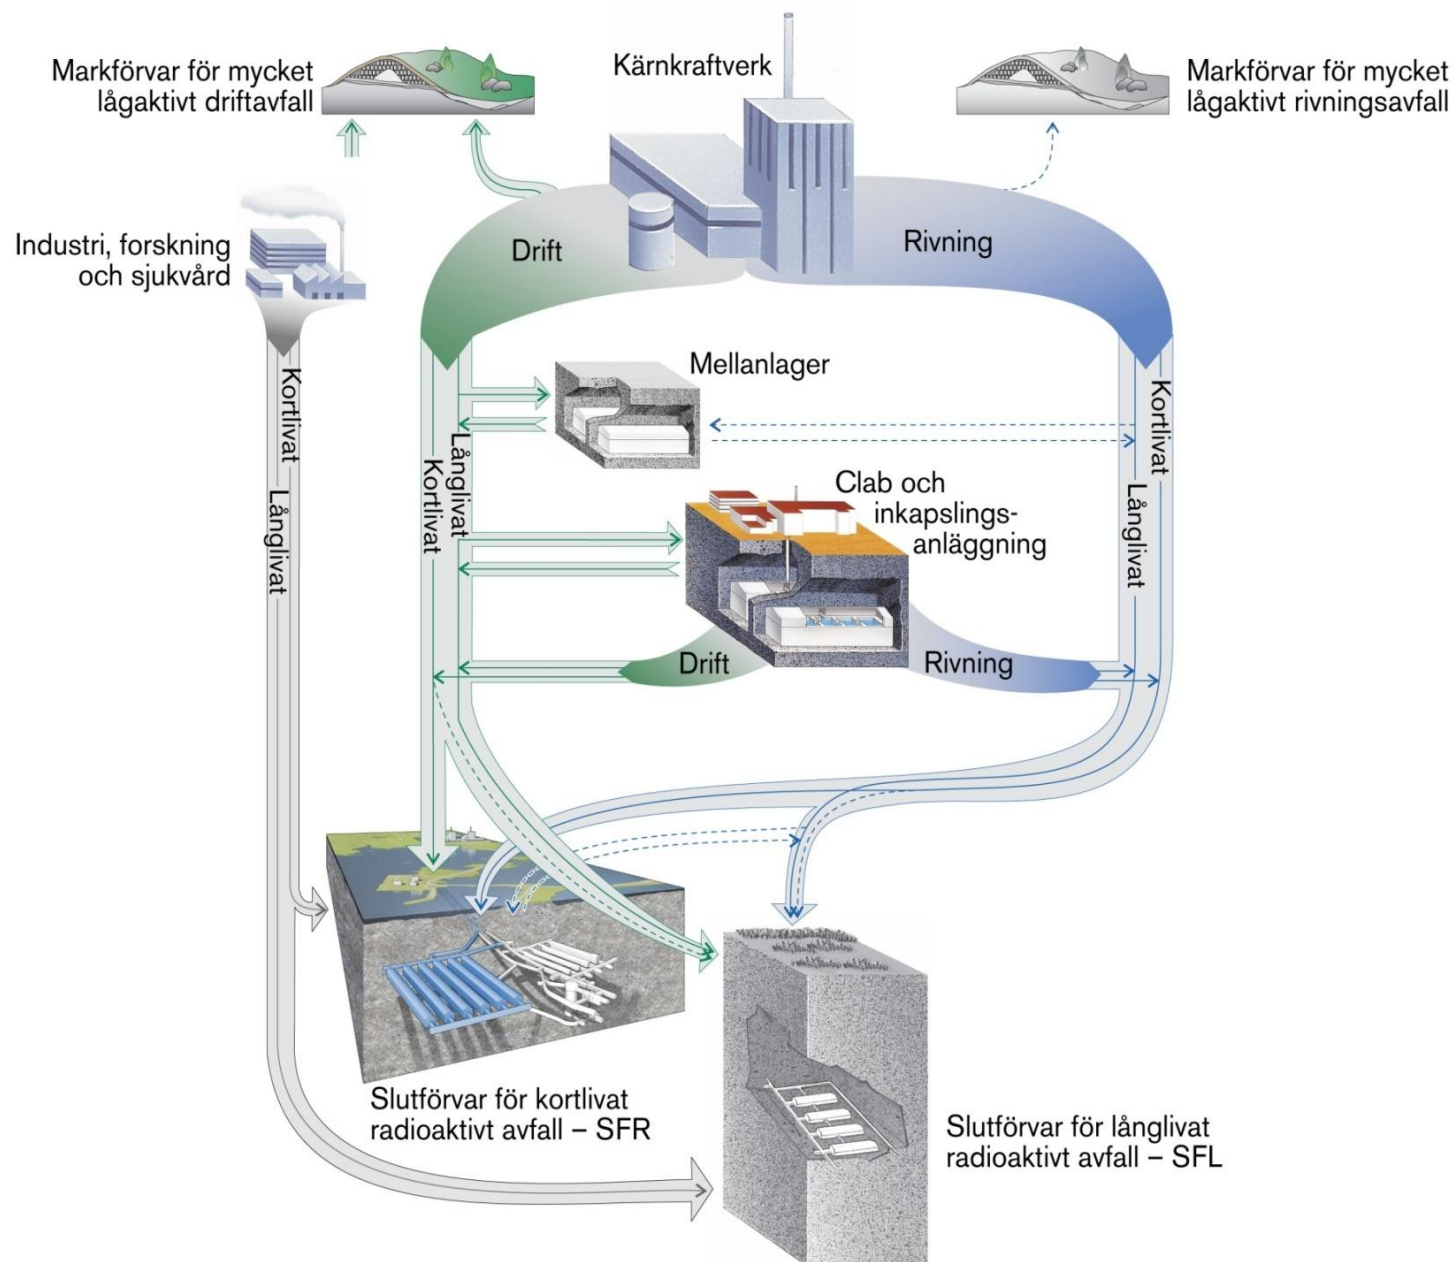 Markförvar för mycket
lågaktivt driftavfall
Kärnkraftverk
Markförvar för mycket
lågaktivt rivningsavfall
Industri, forskning
och sjukvård
Drift
Rivning
Mellanlager
Kortlivat
Långlivat
Långlivat
Kortlivat
Kortlivat
Långlivat
Clab och
inkapslings-
anläggning
Drift
Rivning
Slutförvar för kortlivat
radioaktivt avfall – SFR
Slutförvar för långlivat
radioaktivt avfall – SFL